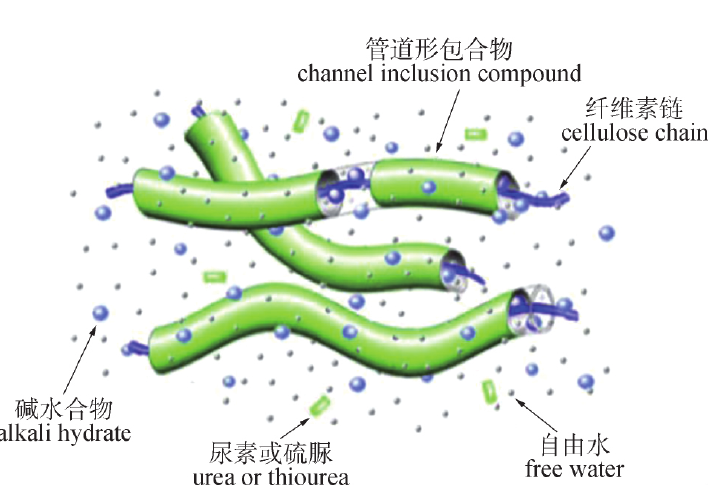 管道形包合物
channel inclusion compound
纤维素链
cellulose chain
碱水合物
alkali hydrate
尿素或硫脲
urea or thiourea
自由水
free water